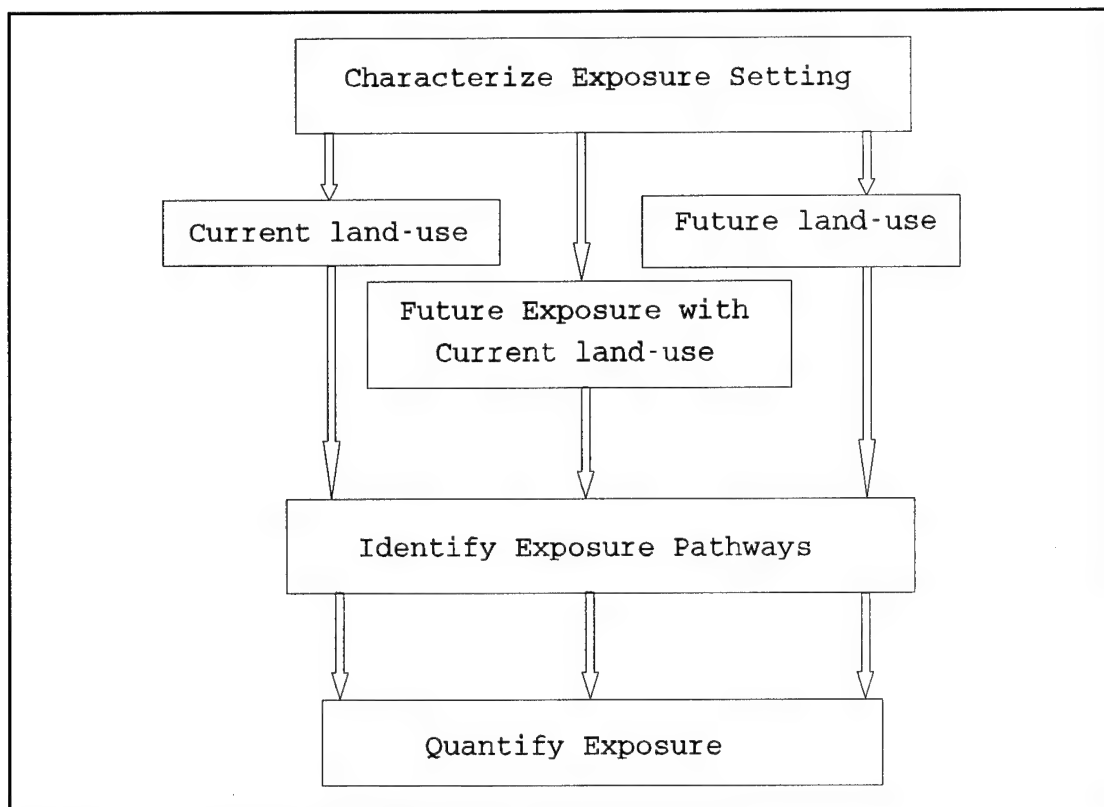 Characterize Exposure Setting
Current land-use
Future land-use
Future Exposure with
Current land-use
Identify Exposure Pathways
Quantify Exposure